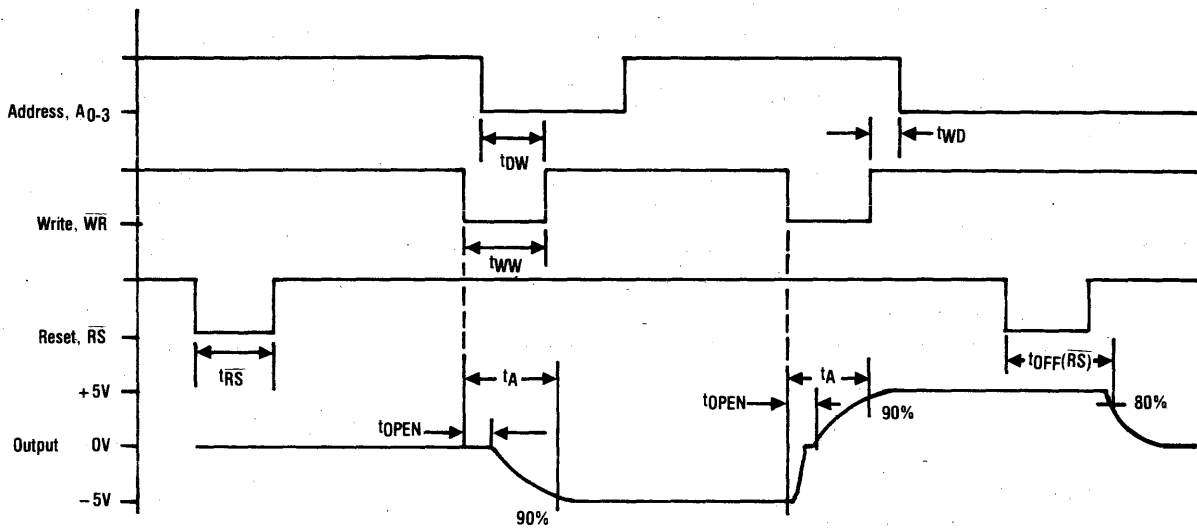 Address, A0-3
tDW
tWD
Write, WR
tWW
Reset, RS
tRS
tA
tOPEN
tA
tOPEN
tOFF(RS)
+5V
90%
80%
Output 0V
-5V
90%